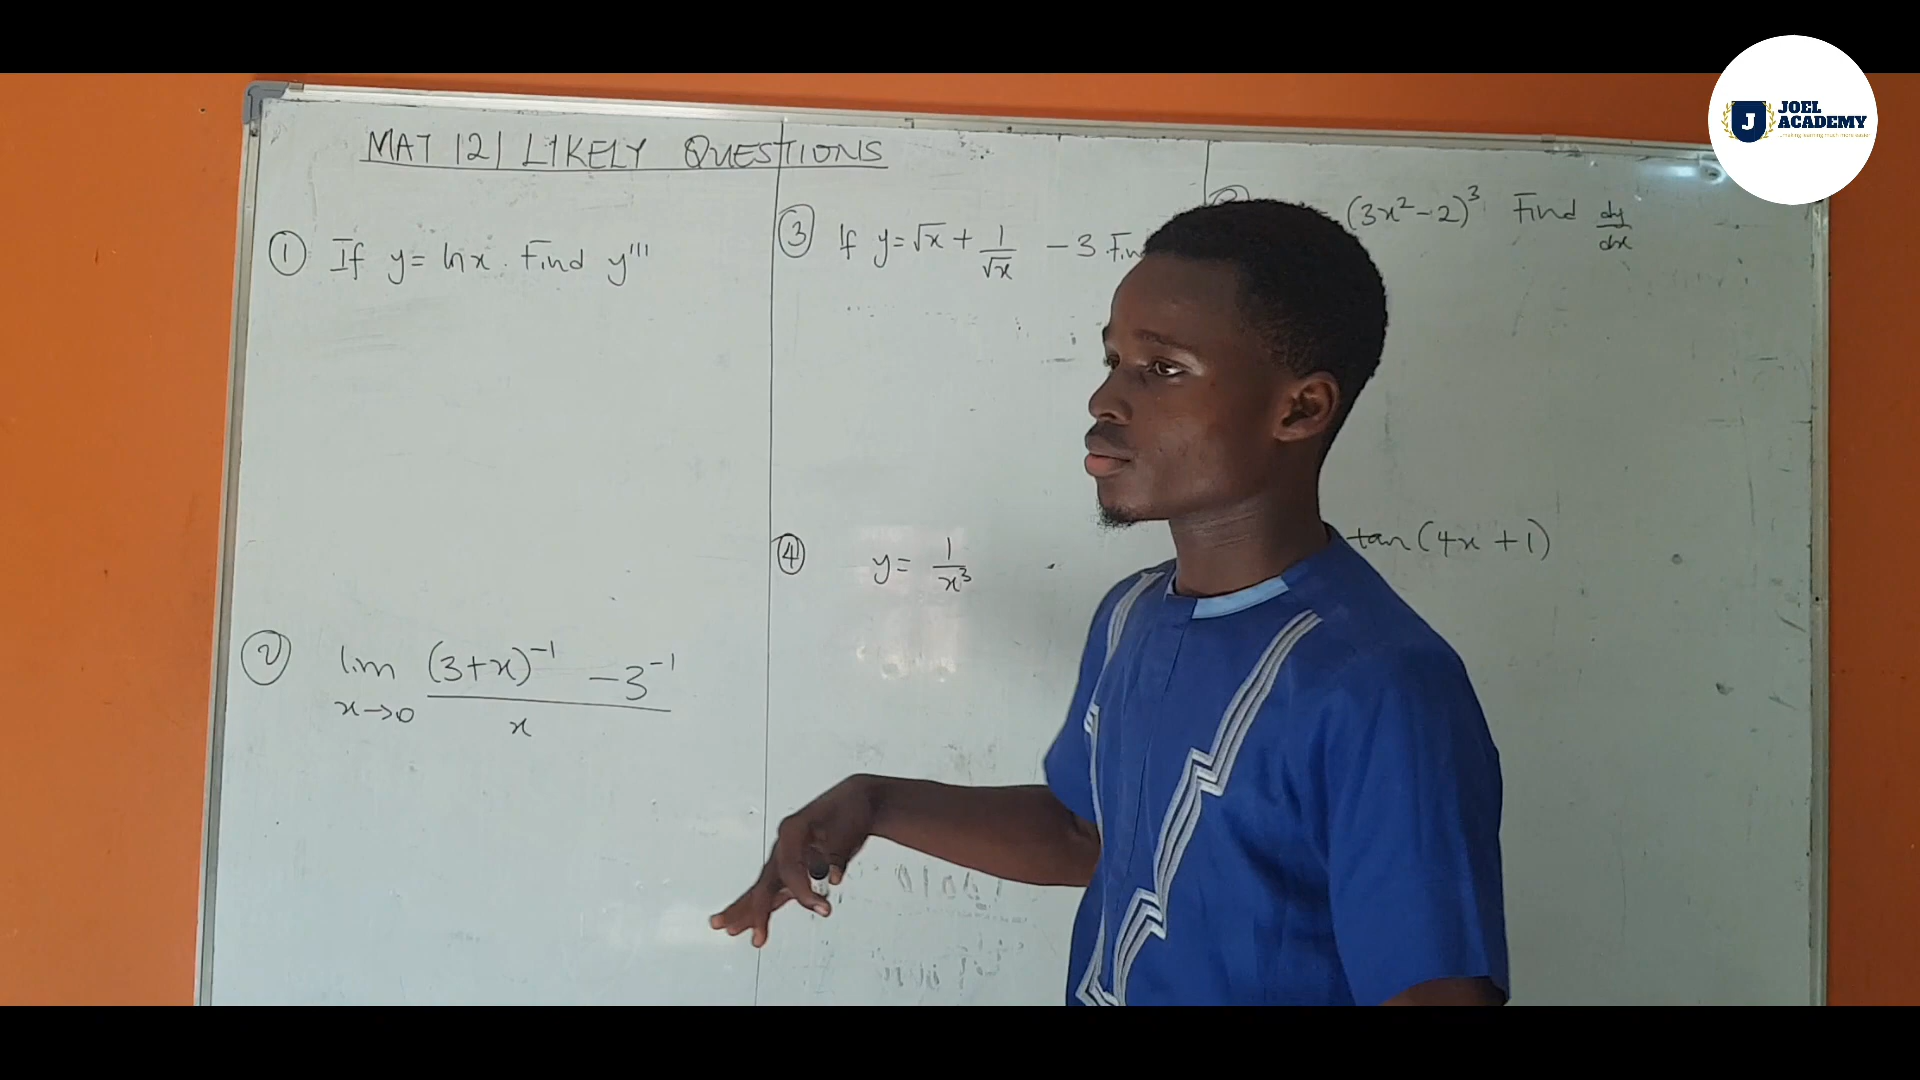 MAT 121 LIKELY QUESTIONS
① If y = ln x. Find y'''
② lim x→0 ((3+x)⁻¹ − 3⁻¹) / x
③ If y = √x + 1/√x − 3. Fin
④ y = 1/x³
(3x² − 2)³ Find dy/dx
tan(4x + 1)
J JOEL ACADEMY